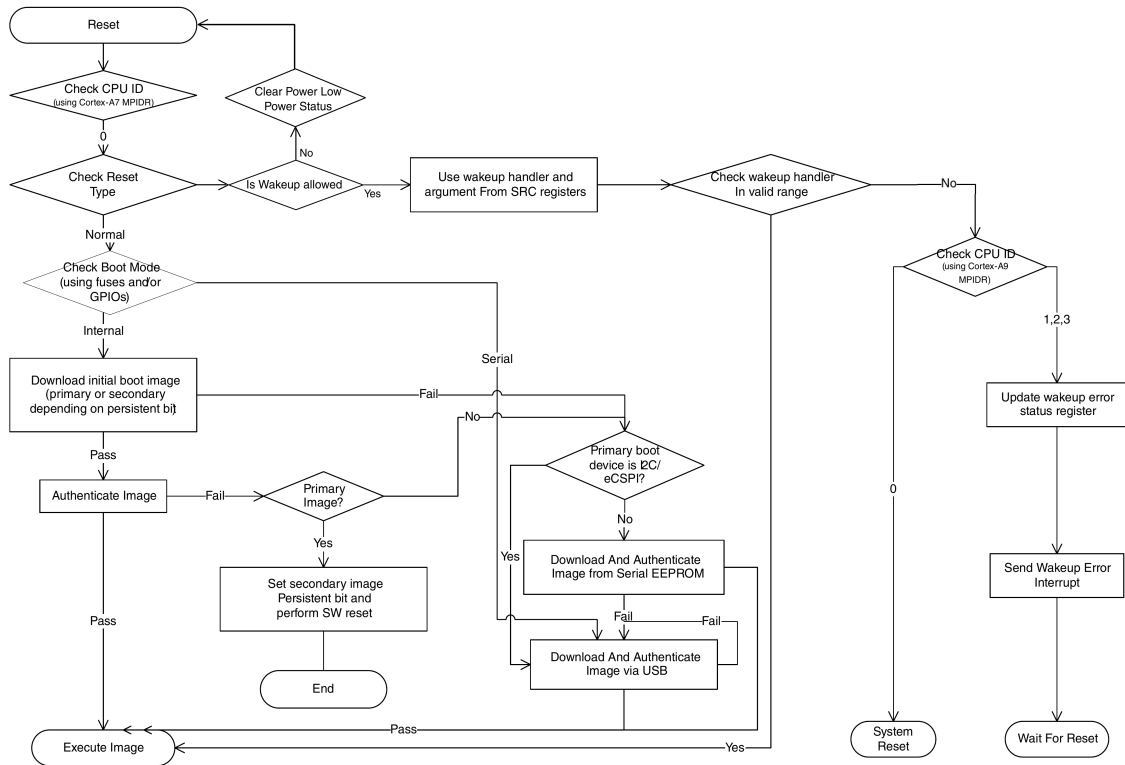 Reset
Check CPU ID
(using Cortex-A7 MPIDR)
0
Clear Power Low
Power Status
No
Check Reset
Type
Is Wakeup allowed
Yes
Use wakeup handler and
argument From SRC registers
Check wakeup handler
In valid range
No
Normal
Check Boot Mode
(using fuses and/or
GPIOs)
Check CPU ID
(using Cortex-A9
MPIDR)
Internal
1,2,3
Serial
Download initial boot image
(primary or secondary
depending on persistent bit)
Fail
No
Update wakeup error
status register
Pass
Primary boot
device is I2C/
eCSPI?
Authenticate Image
Fail
Primary
Image?
0
No
Yes
Yes
Download And Authenticate
Image from Serial EEPROM
Send Wakeup Error
Interrupt
Set secondary image
Persistent bit and
perform SW reset
Pass
Fail
Fail
Download And Authenticate
Image via USB
End
Pass
Execute Image
Yes
System
Reset
Wait For Reset